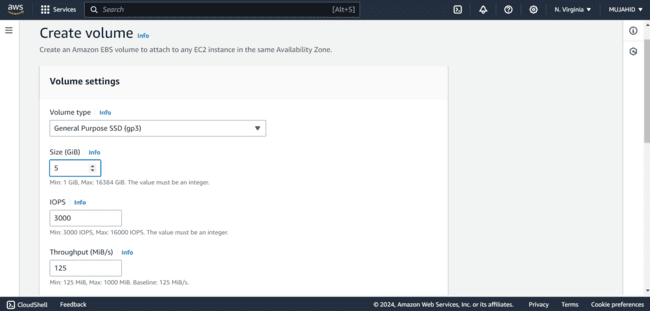 aws Services Search [Alt+S] N. Virginia MUJAHID
Create volume Info
Create an Amazon EBS volume to attach to any EC2 instance in the same Availability Zone.
Volume settings
Volume type Info
General Purpose SSD (gp3)
Size (GiB) Info
5
Min: 1 GiB, Max: 16384 GiB. The value must be an integer.
IOPS Info
3000
Min: 3000 IOPS, Max: 16000 IOPS. The value must be an integer.
Throughput (MiB/s) Info
125
Min: 125 MiB, Max: 1000 MiB. Baseline: 125 MiB/s.
CloudShell Feedback © 2024, Amazon Web Services, Inc. or its affiliates. Privacy Terms Cookie preferences